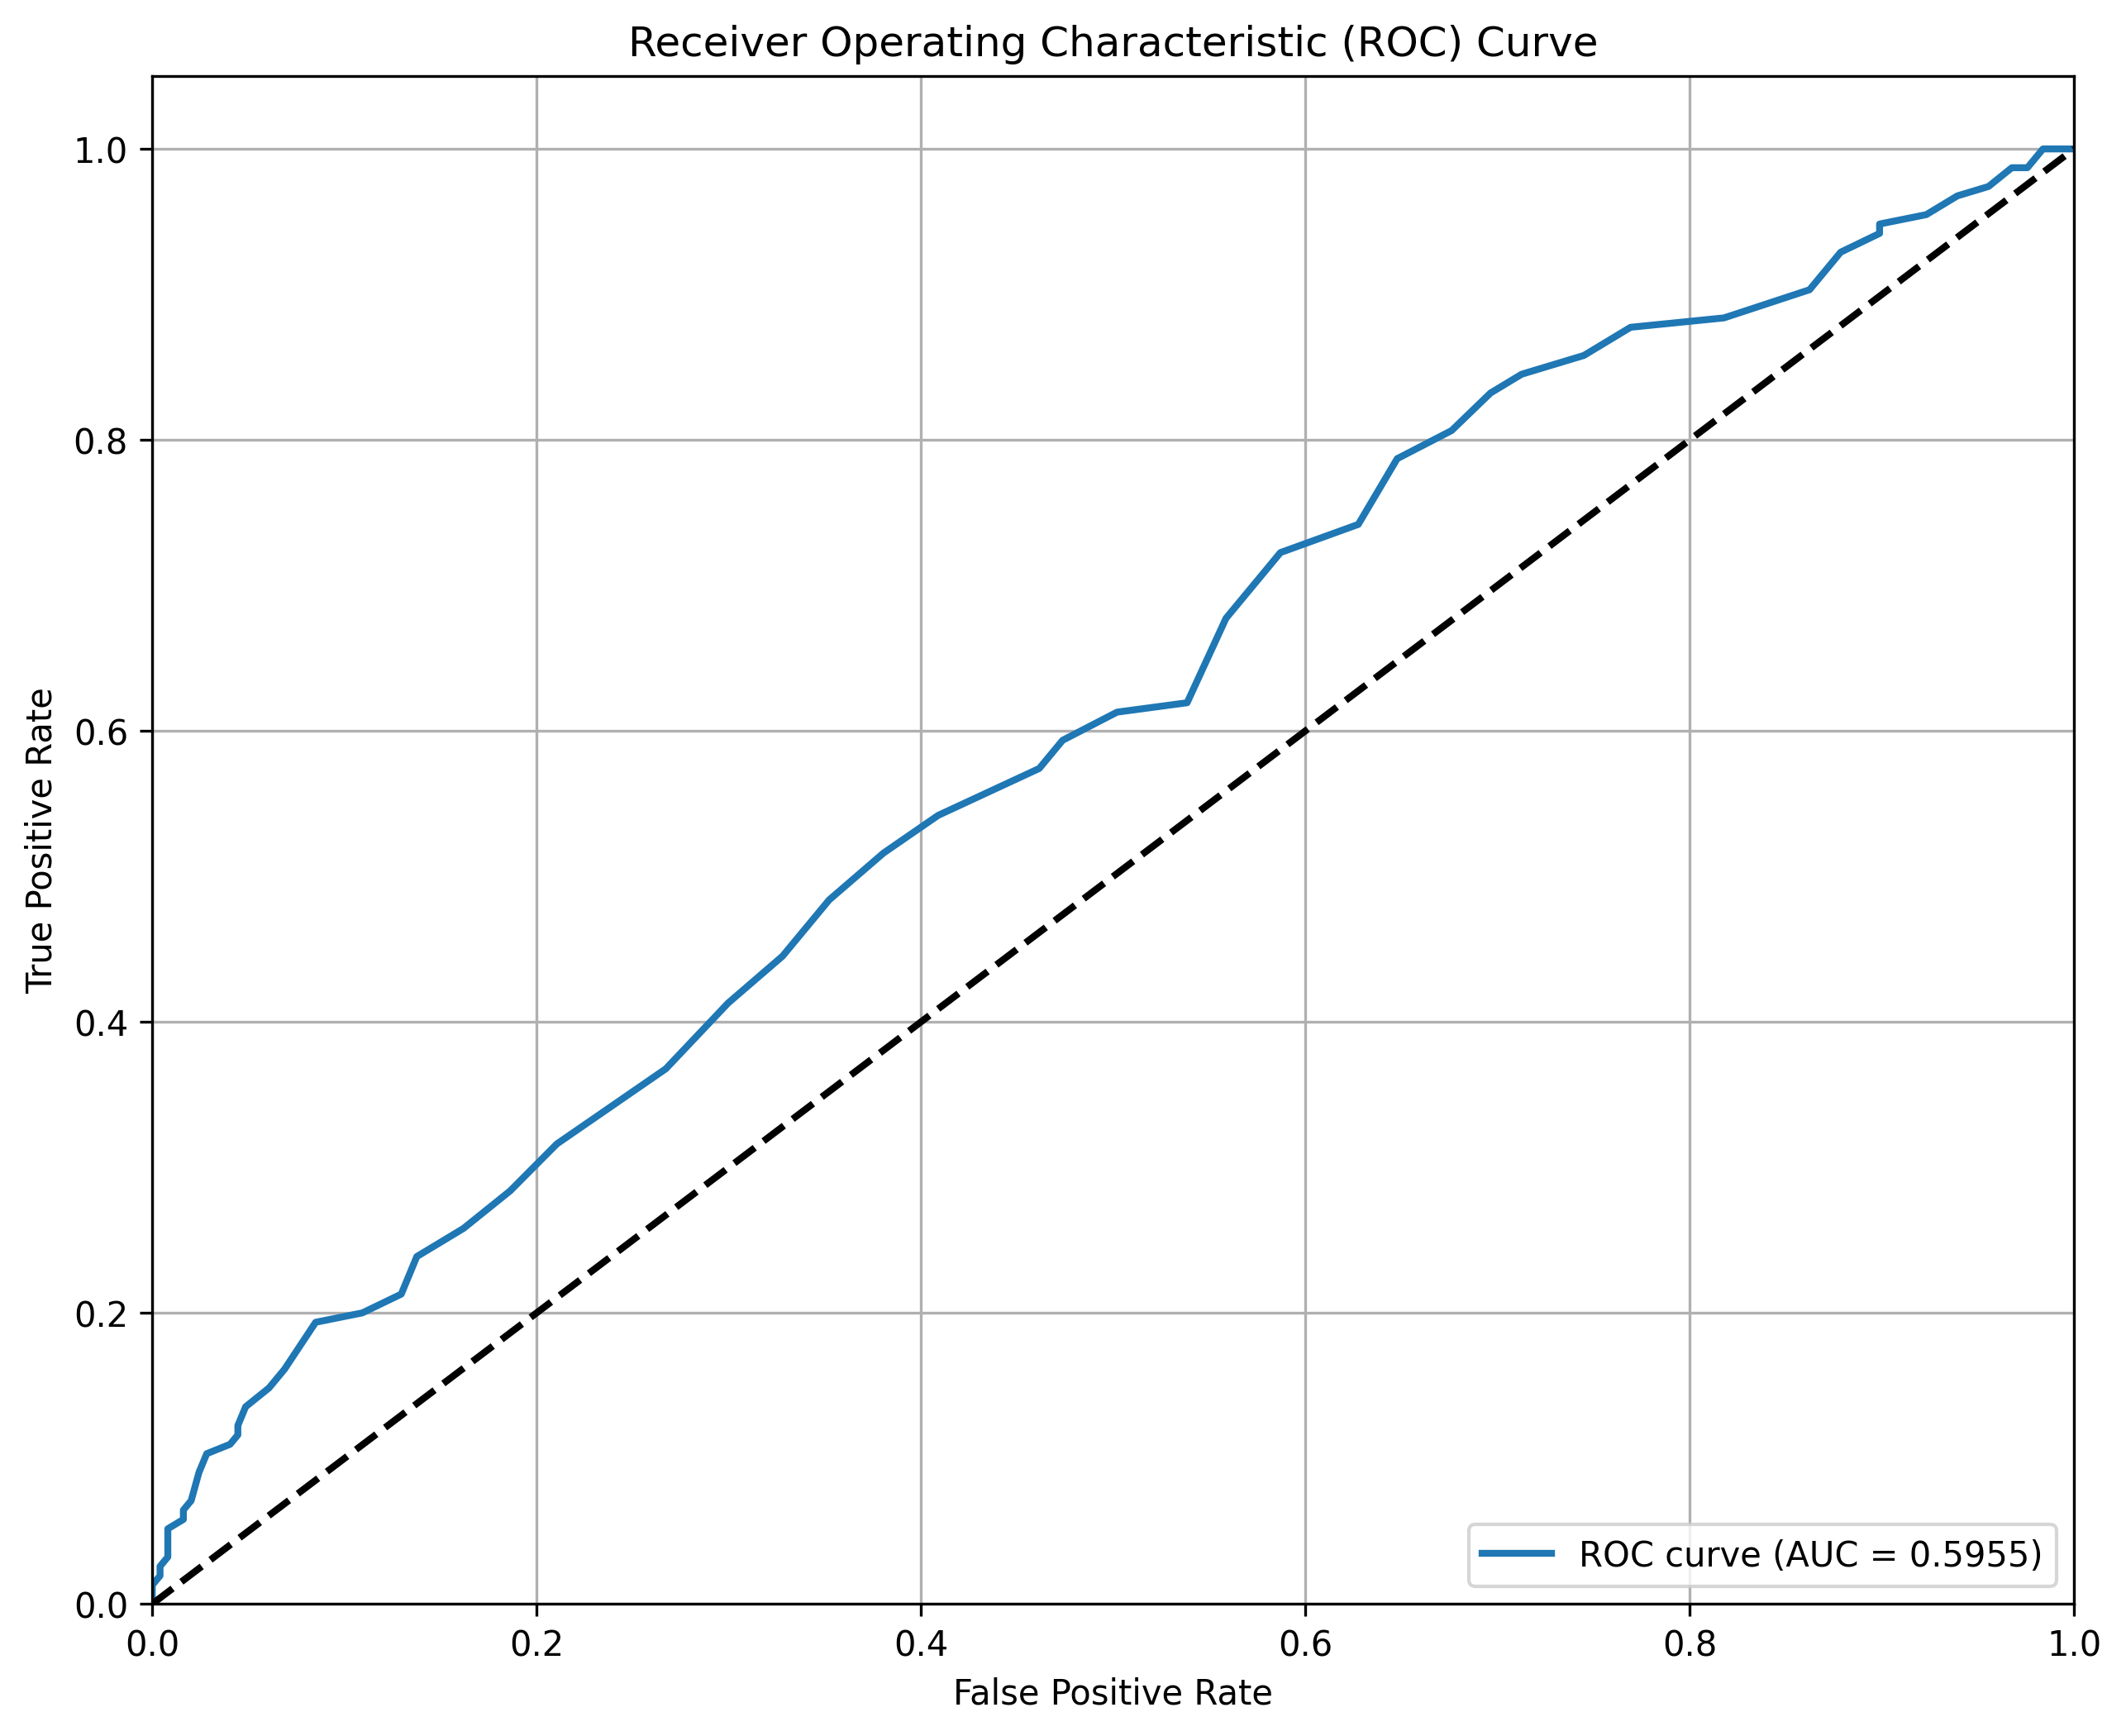 Receiver Operating Characteristic (ROC) Curve
1.0
0.8
0.6
0.4
0.2
0.0
True Positive Rate
0.0 0.2 0.4 0.6 0.8 1.0
False Positive Rate
ROC curve (AUC = 0.5955)